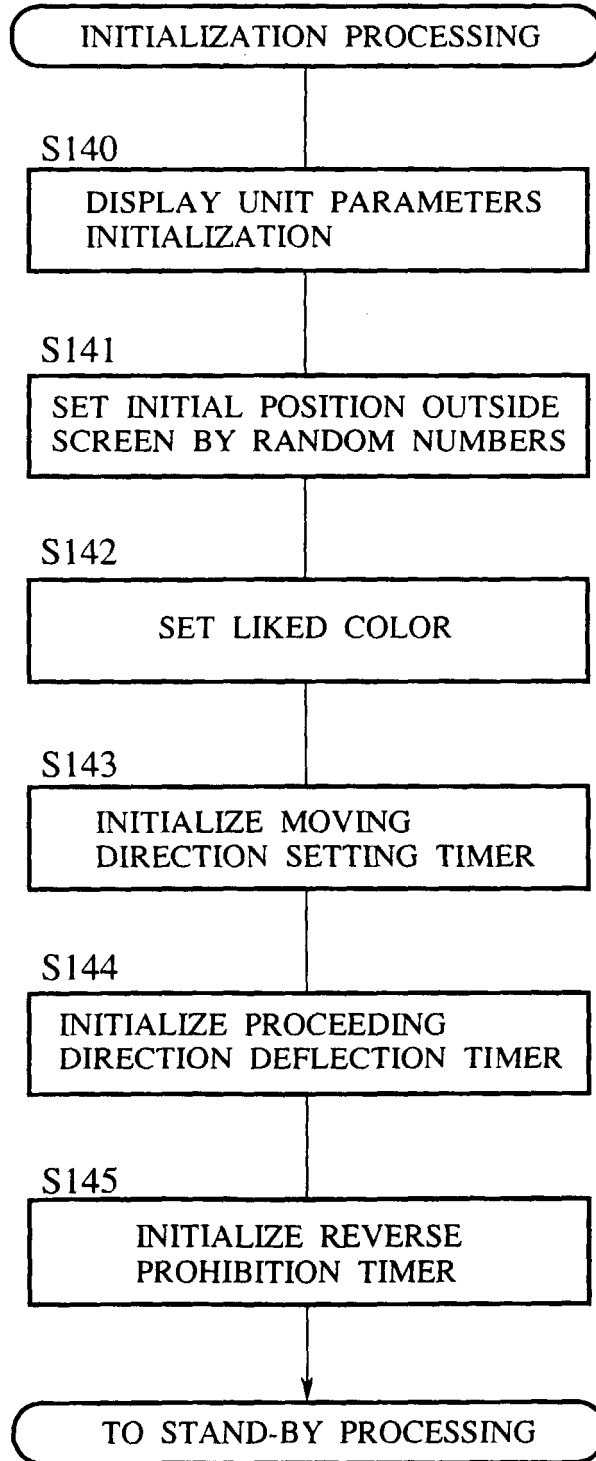 INITIALIZATION PROCESSING
S140
DISPLAY UNIT PARAMETERS
INITIALIZATION
S141
SET INITIAL POSITION OUTSIDE
SCREEN BY RANDOM NUMBERS
S142
SET LIKED COLOR
S143
INITIALIZE MOVING
DIRECTION SETTING TIMER
S144
INITIALIZE PROCEEDING
DIRECTION DEFLECTION TIMER
S145
INITIALIZE REVERSE
PROHIBITION TIMER
TO STAND-BY PROCESSING